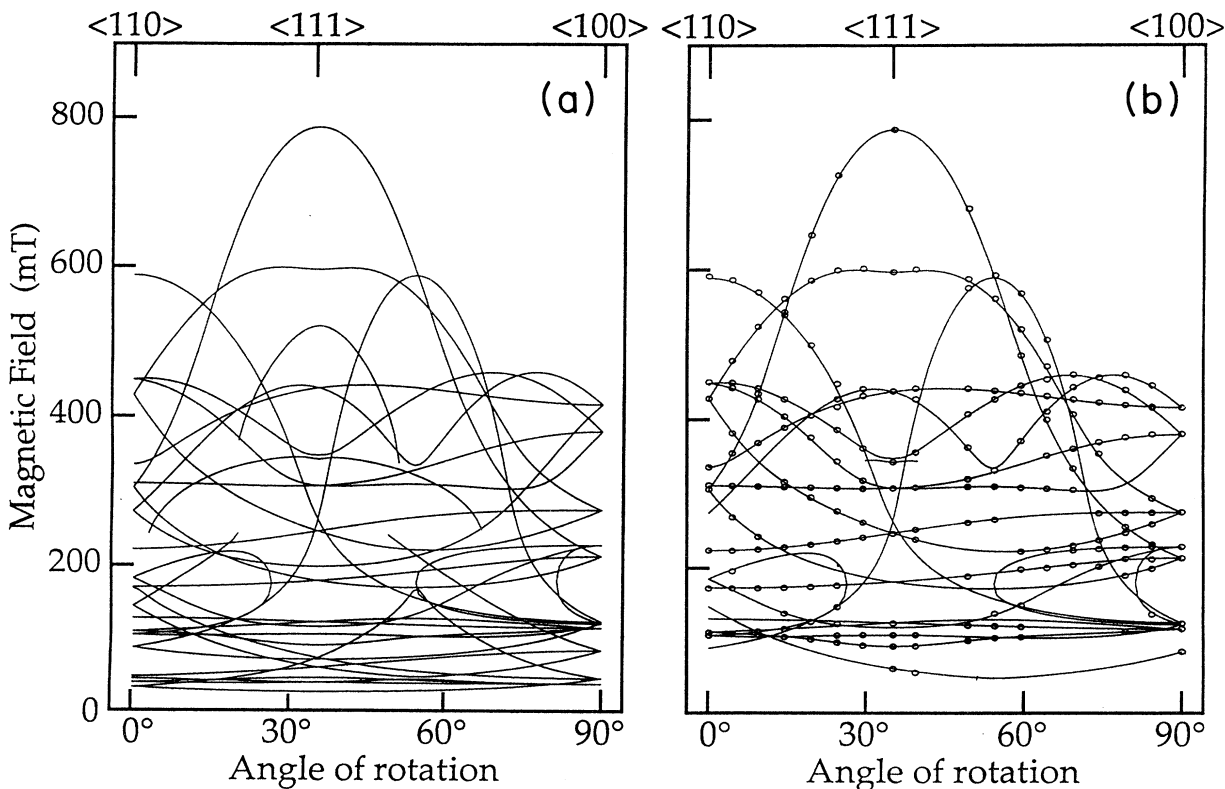 <110> <111> <100> <110> <111> <100>
(a) (b)
800
600
400
200
0
Magnetic Field (mT)
0° 30° 60° 90° 0° 30° 60° 90°
Angle of rotation Angle of rotation